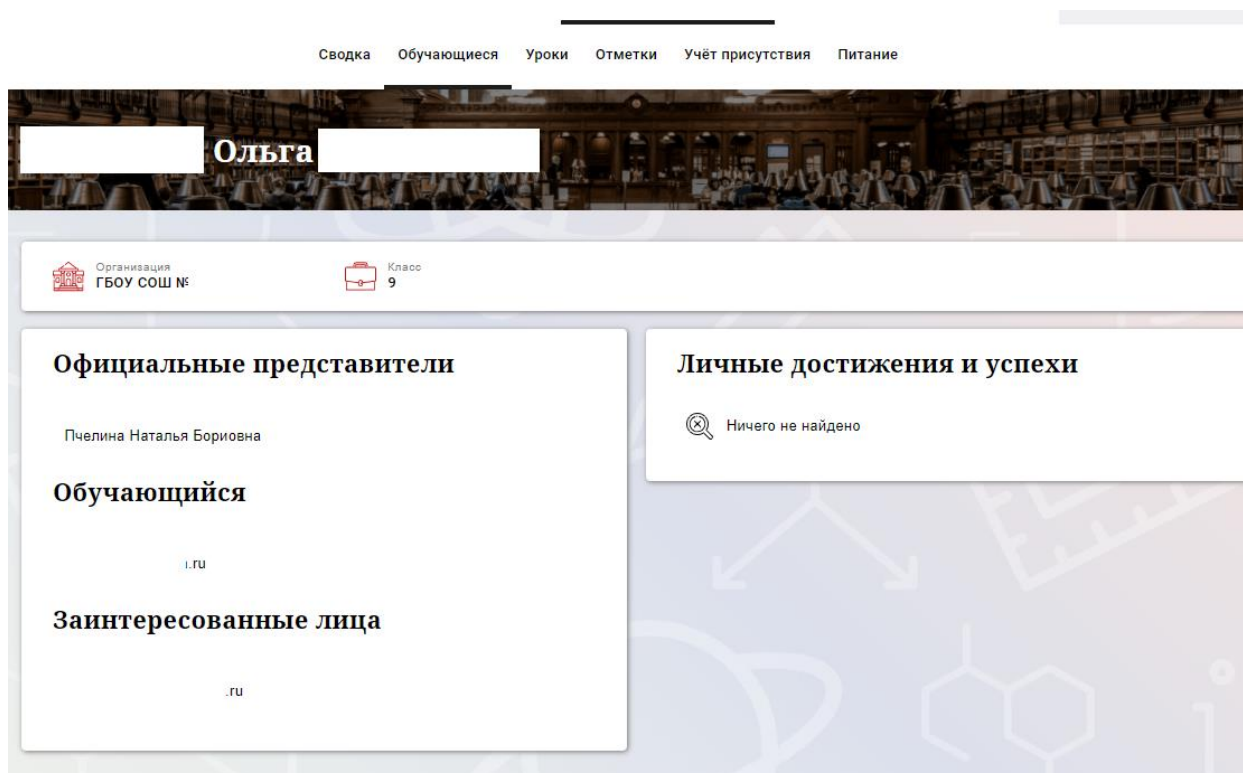 Сводка Обучающиеся Уроки Отметки Учёт присутствия Питание
Ольга
Организация
ГБОУ СОШ №
Класс
9
Официальные представители
Пчелина Наталья Бориовна
Обучающийся
.ru
Заинтересованные лица
.ru
Личные достижения и успехи
Ничего не найдено